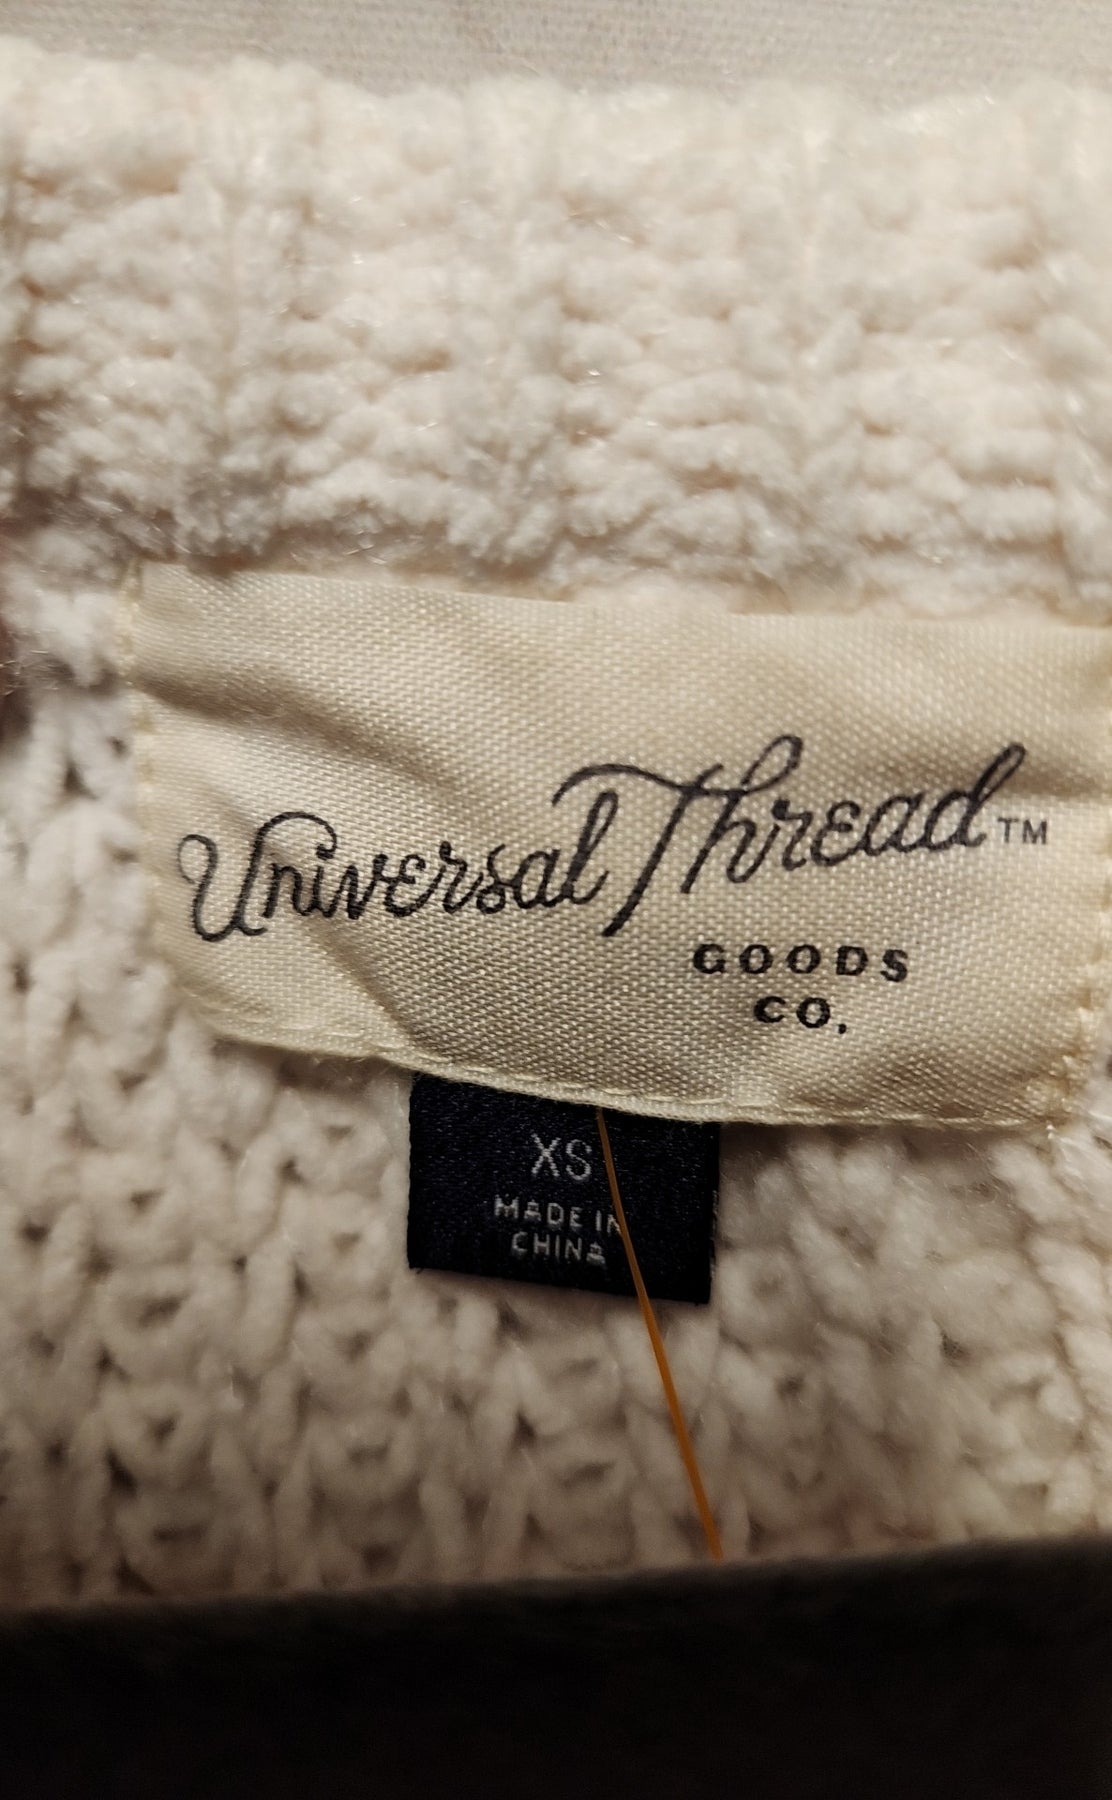 Universal Thread™
GOODS
CO.
XS
MADE IN
CHINA